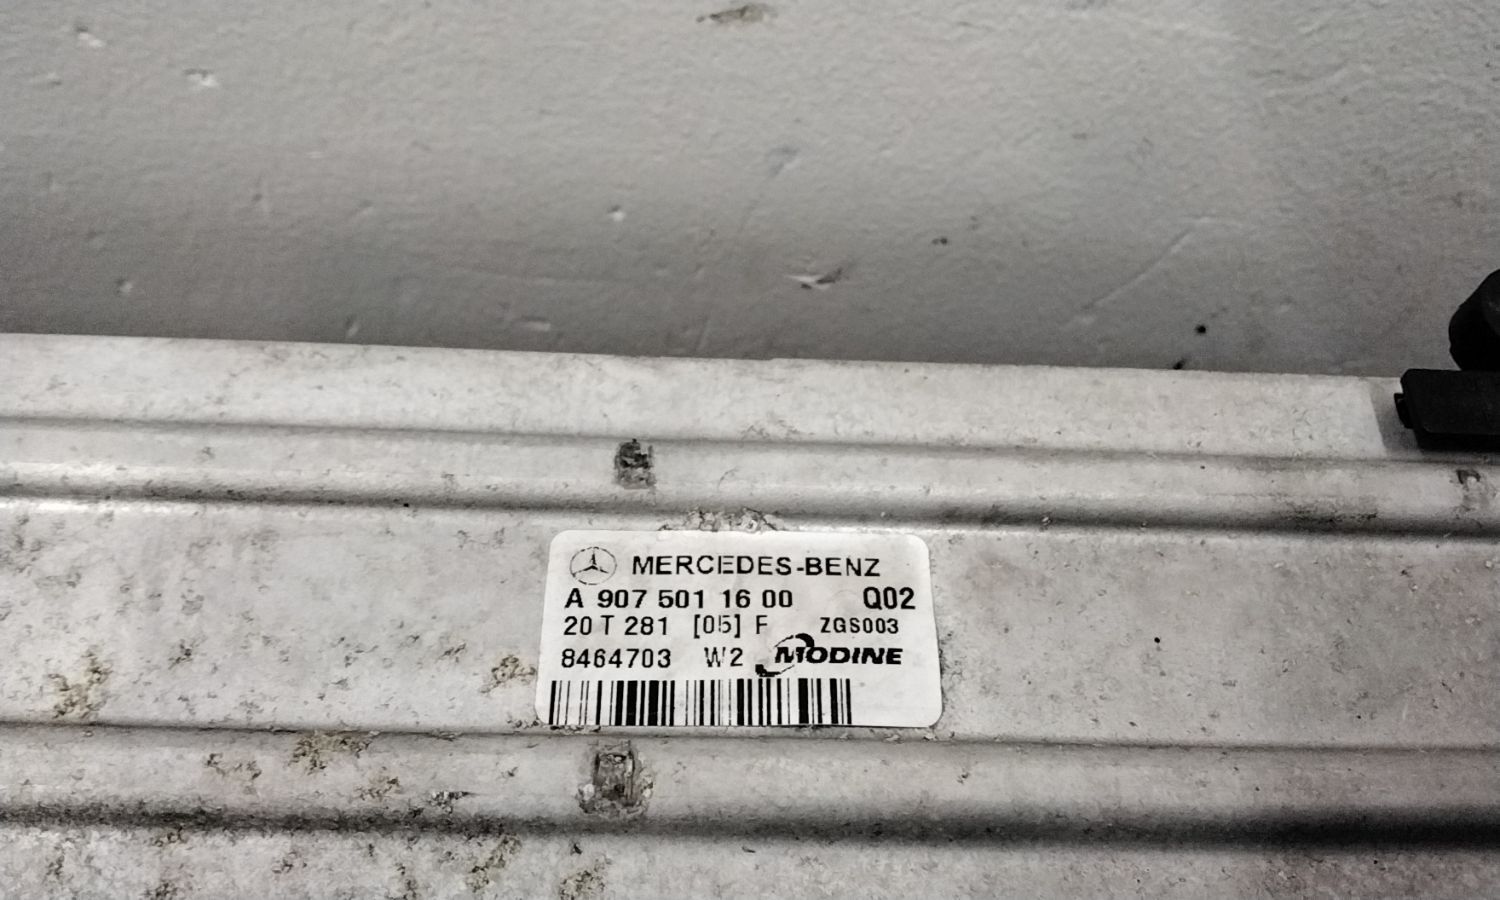 MERCEDES-BENZ
A 907 501 16 00 Q02
20 T 281 [05] F ZGS003
8464703 W2 MODINE